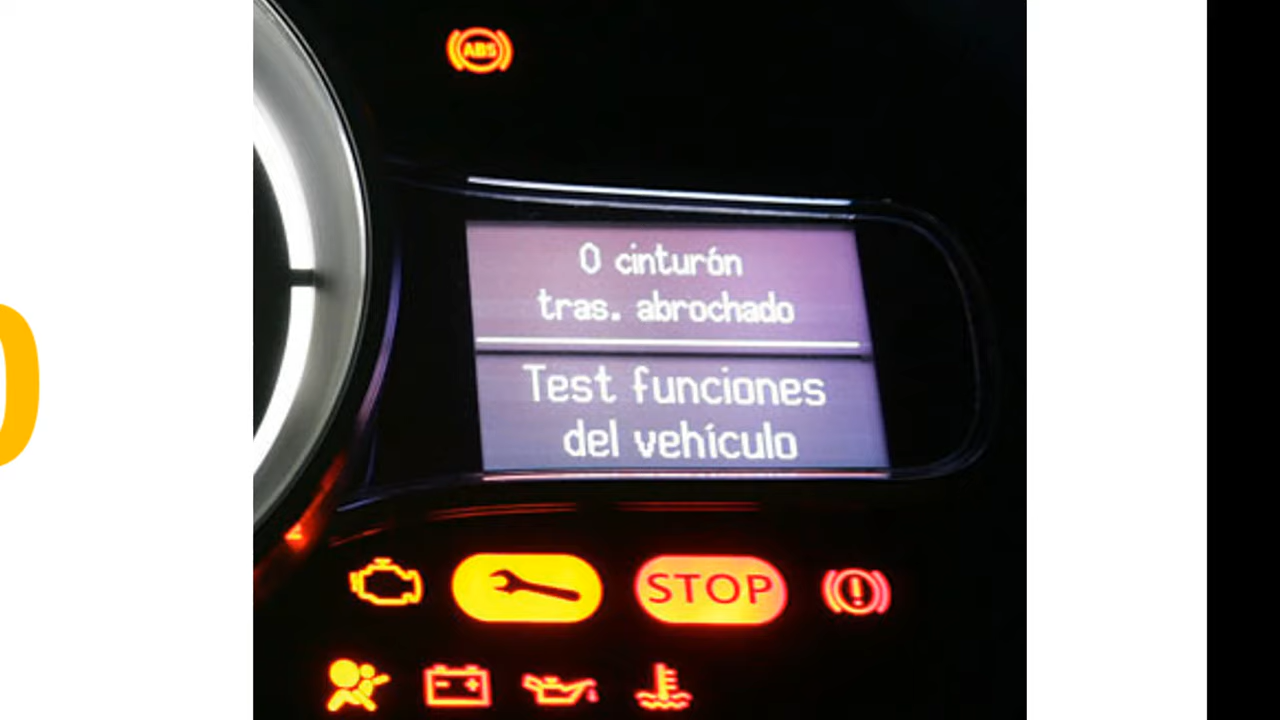 ABS
0 cinturón
tras. abrochado
Test funciones
del vehículo
STOP